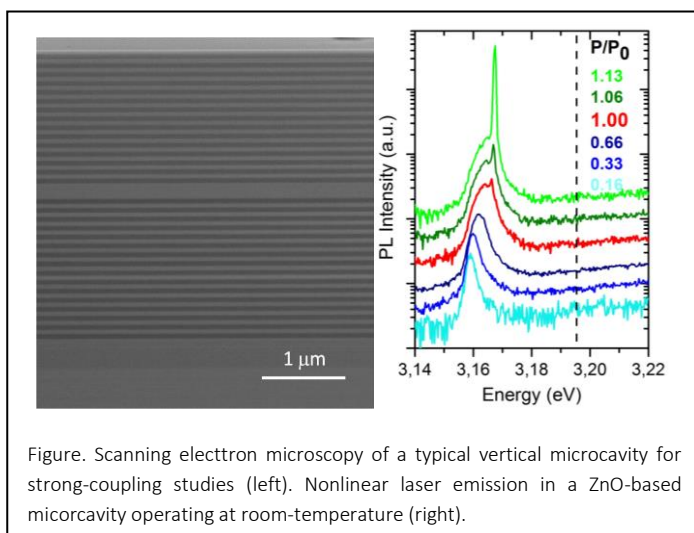 1 μm
PL Intensity (a.u.)
P/P0
1.13
1.06
1.00
0.66
0.33
0.16
3,14 3,16 3,18 3,20 3,22
Energy (eV)
Figure. Scanning electtron microscopy of a typical vertical microcavity for
strong-coupling studies (left). Nonlinear laser emission in a ZnO-based
micorcavity operating at room-temperature (right).